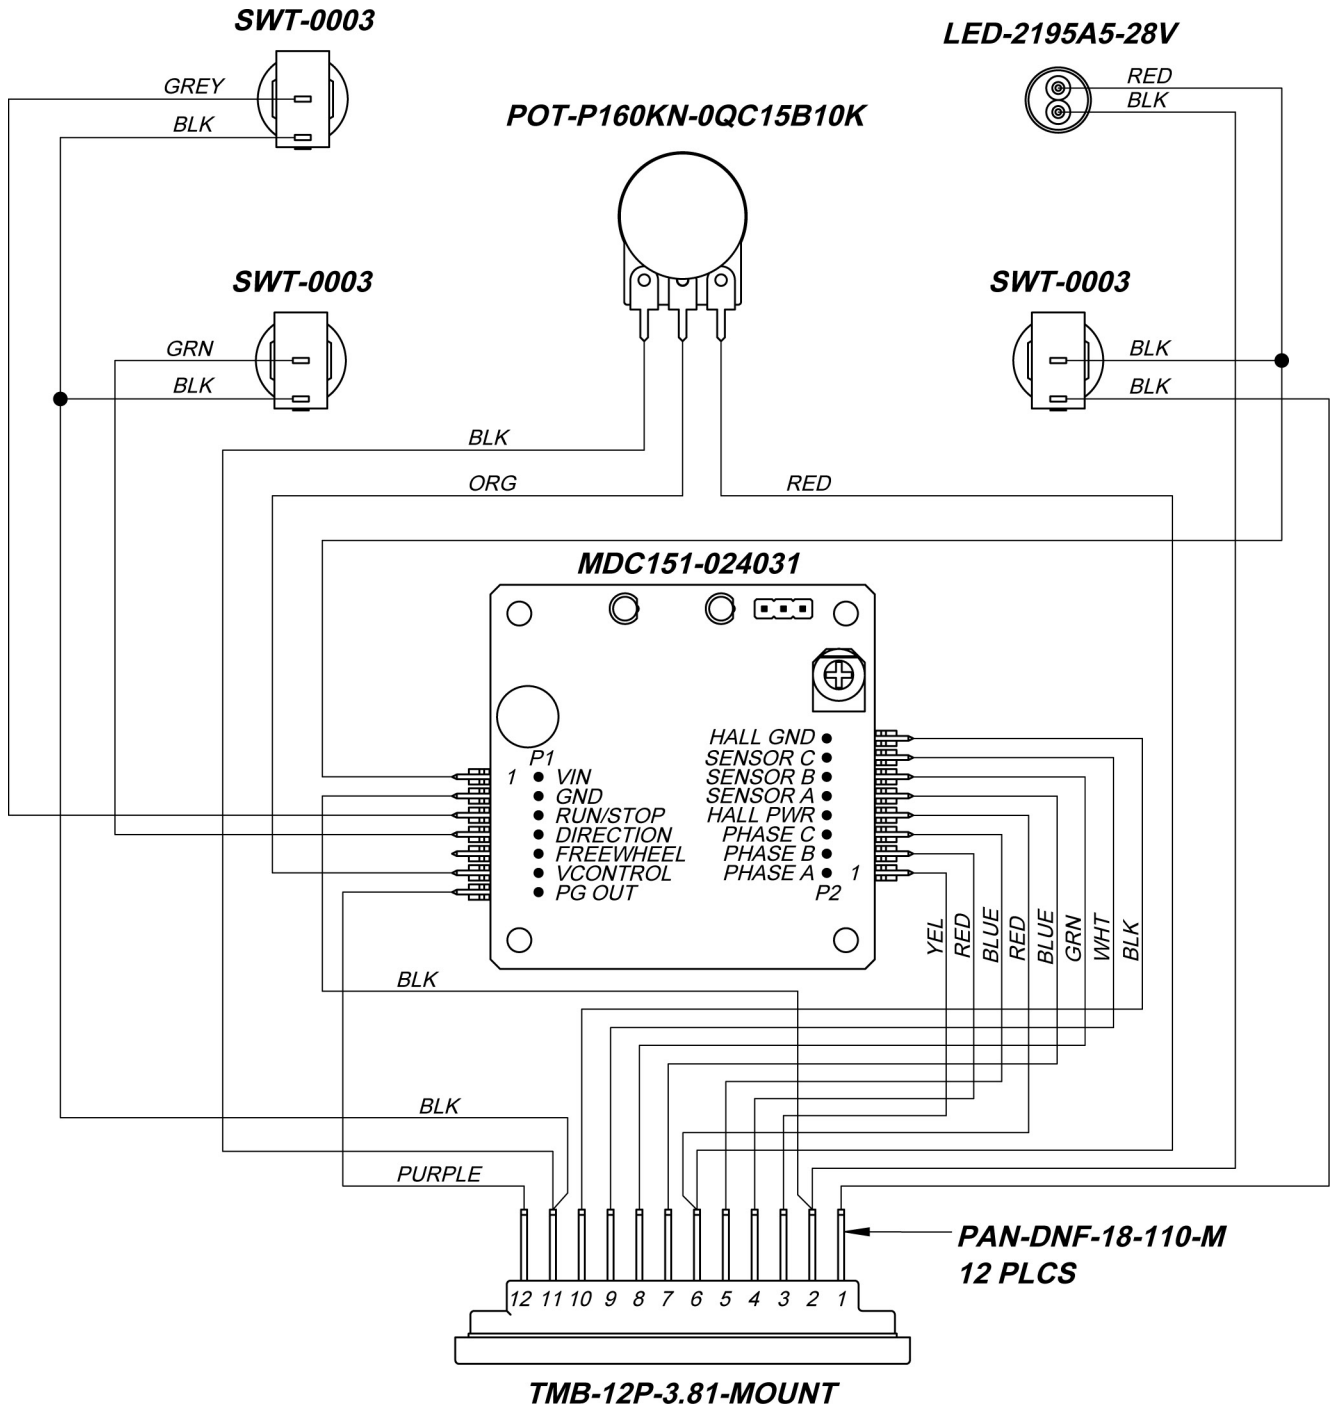 SWT-0003
LED-2195A5-28V
GREY
BLK
RED
BLK
POT-P160KN-0QC15B10K
SWT-0003
SWT-0003
GRN
BLK
BLK
BLK
BLK
ORG
RED
MDC151-024031
P1
1
VIN
GND
RUN/STOP
DIRECTION
FREEWHEEL
VCONTROL
PG OUT
HALL GND
SENSOR C
SENSOR B
SENSOR A
HALL PWR
PHASE C
PHASE B
PHASE A
1
P2
YEL
RED
BLUE
RED
BLUE
GRN
WHT
BLK
BLK
BLK
PURPLE
PAN-DNF-18-110-M
12 PLCS
12 11 10 9 8 7 6 5 4 3 2 1
TMB-12P-3.81-MOUNT